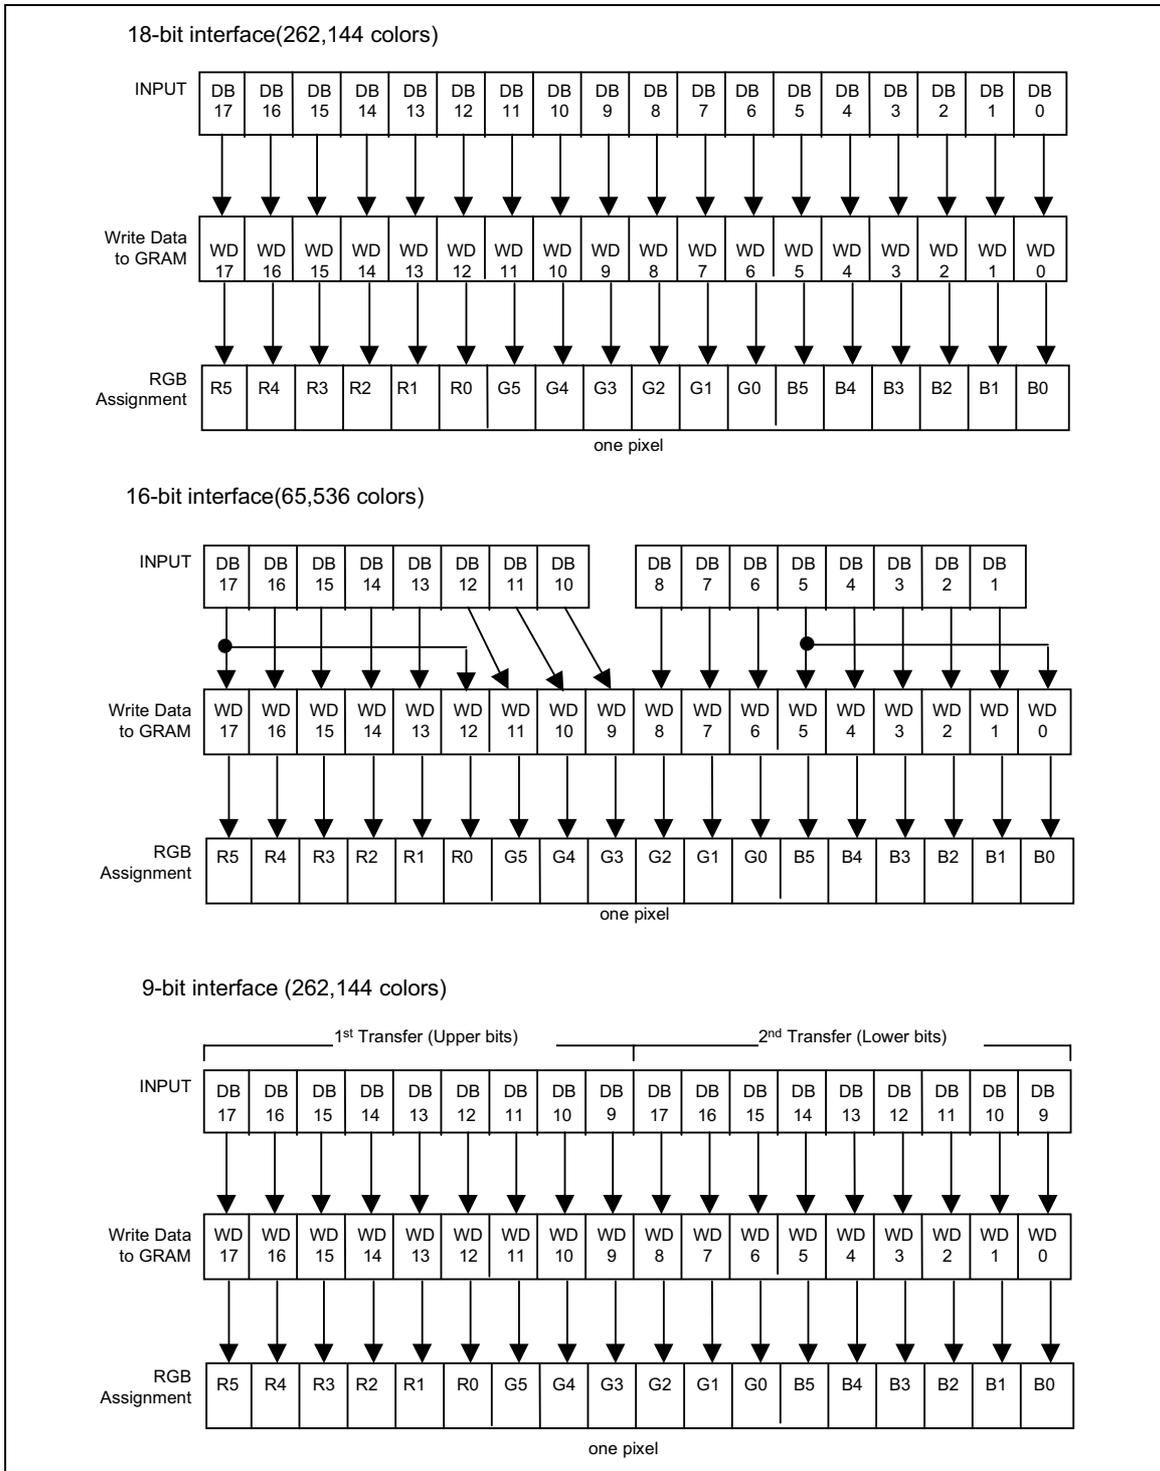 18-bit interface(262,144 colors)
INPUT
DB DB DB DB DB DB DB DB DB DB DB DB DB DB DB DB DB DB
17 16 15 14 13 12 11 10 9 8 7 6 5 4 3 2 1 0
Write Data
to GRAM
WD WD WD WD WD WD WD WD WD WD WD WD WD WD WD WD WD WD
17 16 15 14 13 12 11 10 9 8 7 6 5 4 3 2 1 0
RGB
Assignment
R5 R4 R3 R2 R1 R0 G5 G4 G3 G2 G1 G0 B5 B4 B3 B2 B1 B0
one pixel
16-bit interface(65,536 colors)
INPUT
DB DB DB DB DB DB DB DB DB DB DB DB DB DB DB DB
17 16 15 14 13 12 11 10 8 7 6 5 4 3 2 1
Write Data
to GRAM
WD WD WD WD WD WD WD WD WD WD WD WD WD WD WD WD WD WD
17 16 15 14 13 12 11 10 9 8 7 6 5 4 3 2 1 0
RGB
Assignment
R5 R4 R3 R2 R1 R0 G5 G4 G3 G2 G1 G0 B5 B4 B3 B2 B1 B0
one pixel
9-bit interface (262,144 colors)
1st Transfer (Upper bits) 2nd Transfer (Lower bits)
INPUT
DB DB DB DB DB DB DB DB DB DB DB DB DB DB DB DB DB DB
17 16 15 14 13 12 11 10 9 17 16 15 14 13 12 11 10 9
Write Data
to GRAM
WD WD WD WD WD WD WD WD WD WD WD WD WD WD WD WD WD WD
17 16 15 14 13 12 11 10 9 8 7 6 5 4 3 2 1 0
RGB
Assignment
R5 R4 R3 R2 R1 R0 G5 G4 G3 G2 G1 G0 B5 B4 B3 B2 B1 B0
one pixel